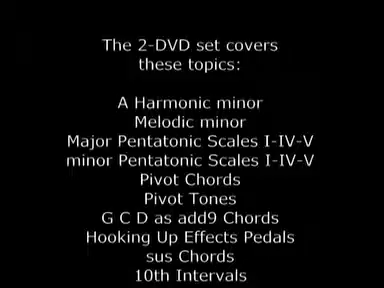 The 2-DVD set covers
these topics:
A Harmonic minor
Melodic minor
Major Pentatonic Scales I-IV-V
minor Pentatonic Scales I-IV-V
Pivot Chords
Pivot Tones
G C D as add9 Chords
Hooking Up Effects Pedals
sus Chords
10th Intervals